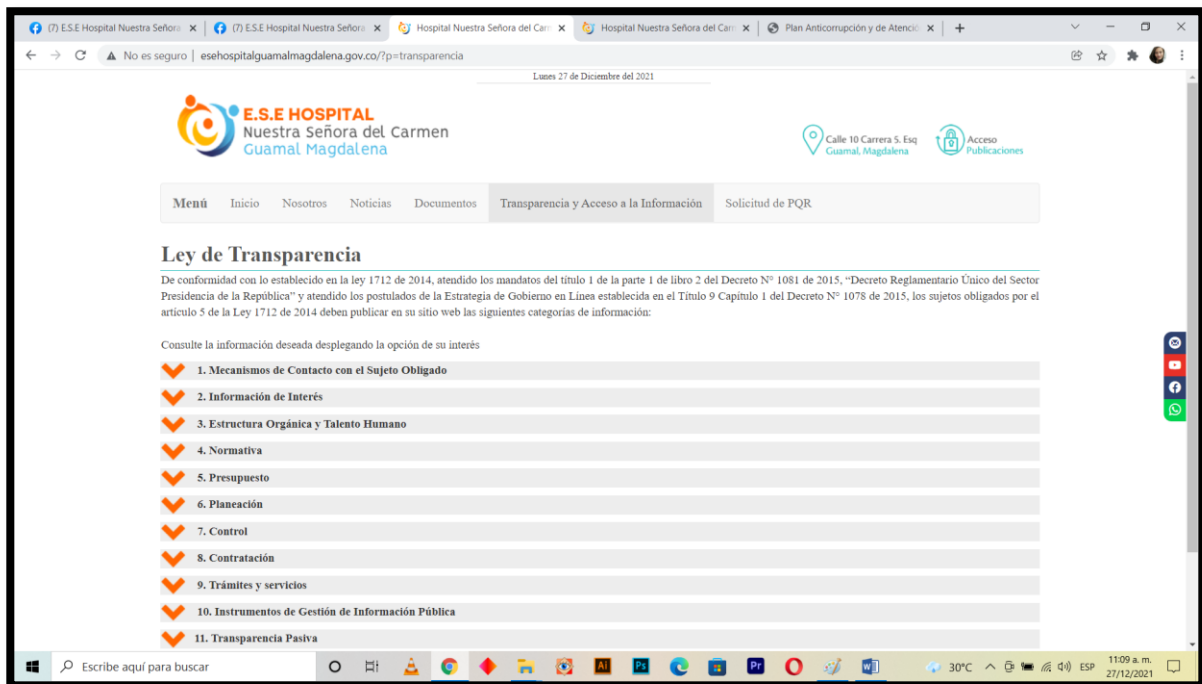 (7) E.S.E Hospital Nuestra Señora
(7) E.S.E Hospital Nuestra Señora
Hospital Nuestra Señora del Carm
Hospital Nuestra Señora del Carm
Plan Anticorrupción y de Atenció
No es seguro | esehospitalguamalmagdalena.gov.co/?p=transparencia
Lunes 27 de Diciembre del 2021
E.S.E HOSPITAL
Nuestra Señora del Carmen
Guamal Magdalena
Calle 10 Carrera 5. Esq
Guamal, Magdalena
Acceso
Publicaciones
Menú Inicio Nosotros Noticias Documentos Transparencia y Acceso a la Información Solicitud de PQR
Ley de Transparencia
De conformidad con lo establecido en la ley 1712 de 2014, atendido los mandatos del título 1 de la parte 1 de libro 2 del Decreto N° 1081 de 2015, “Decreto Reglamentario Único del Sector
Presidencia de la República” y atendido los postulados de la Estrategia de Gobierno en Línea establecida en el Título 9 Capítulo 1 del Decreto N° 1078 de 2015, los sujetos obligados por el
artículo 5 de la Ley 1712 de 2014 deben publicar en su sitio web las siguientes categorías de información:
Consulte la información deseada desplegando la opción de su interés
1. Mecanismos de Contacto con el Sujeto Obligado
2. Información de Interés
3. Estructura Orgánica y Talento Humano
4. Normativa
5. Presupuesto
6. Planeación
7. Control
8. Contratación
9. Trámites y servicios
10. Instrumentos de Gestión de Información Pública
11. Transparencia Pasiva
Escribe aquí para buscar
Ai
Ps
Pr
30°C
ESP
11:09 a. m.
27/12/2021